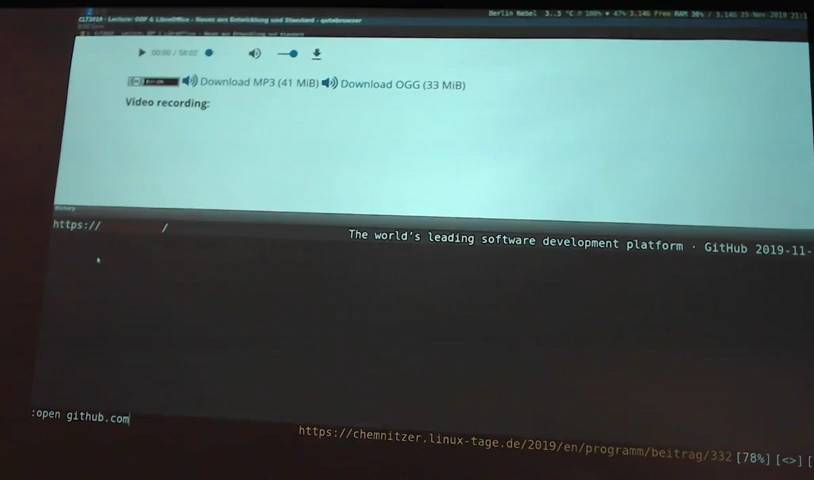 2 Berlin Nebel 3..5 °C = 100% ▼ 47% 3,14G Free RAM 36% / 3,14G 25-Nov-2019 21:1
CLT2019 - Lecture: ODF & LibreOffice - Neues aus Entwicklung und Standard - qutebrowser
00:00 / 58:02
Download MP3 (41 MiB) Download OGG (33 MiB)
Video recording:
History
https:// / The world's leading software development platform · GitHub 2019-11-
:open github.com
https://chemnitzer.linux-tage.de/2019/en/programm/beitrag/332 [78%] [<>] [